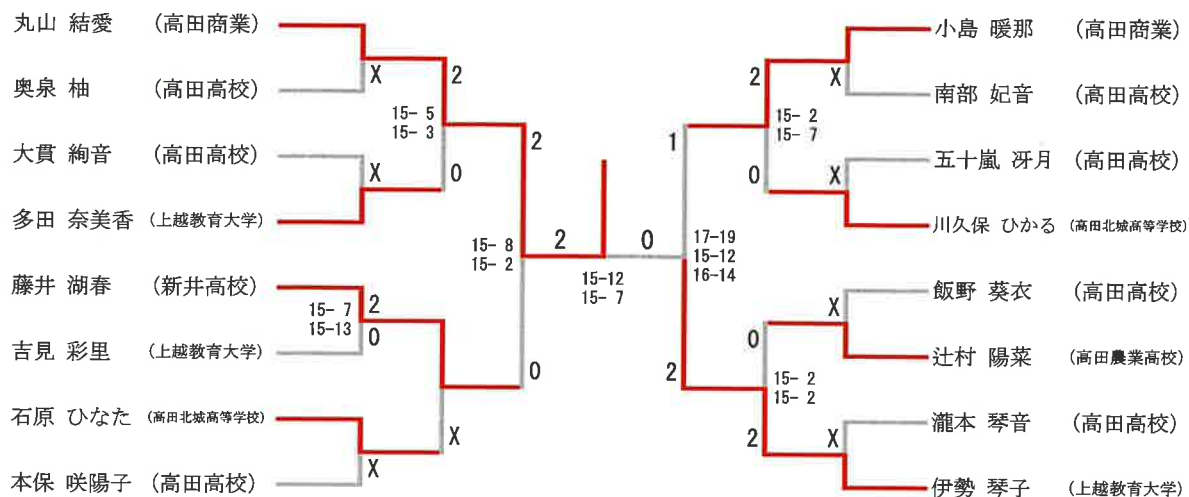 丸山 結愛 (高田商業)
X
奥泉 柚 (高田高校)
2
15- 5
15- 3
大貫 絢音 (高田高校)
X
0
多田 奈美香 (上越教育大学)
2
15- 8
15- 2
藤井 湖春 (新井高校)
2
15- 7
15-13
0
吉見 彩里 (上越教育大学)
0
石原 ひなた (高田北城高等学校)
X
X
本保 咲陽子 (高田高校)
2
0
15-12
15- 7
小島 暖那 (高田商業)
X
南部 妃音 (高田高校)
2
15- 2
15- 7
五十嵐 冴月 (高田高校)
X
0
川久保 ひかる (高田北城高等学校)
1
17-19
15-12
16-14
2
飯野 葵衣 (高田高校)
X
辻村 陽菜 (高田農業高校)
0
15- 2
15- 2
瀧本 琴音 (高田高校)
X
2
伊勢 琴子 (上越教育大学)